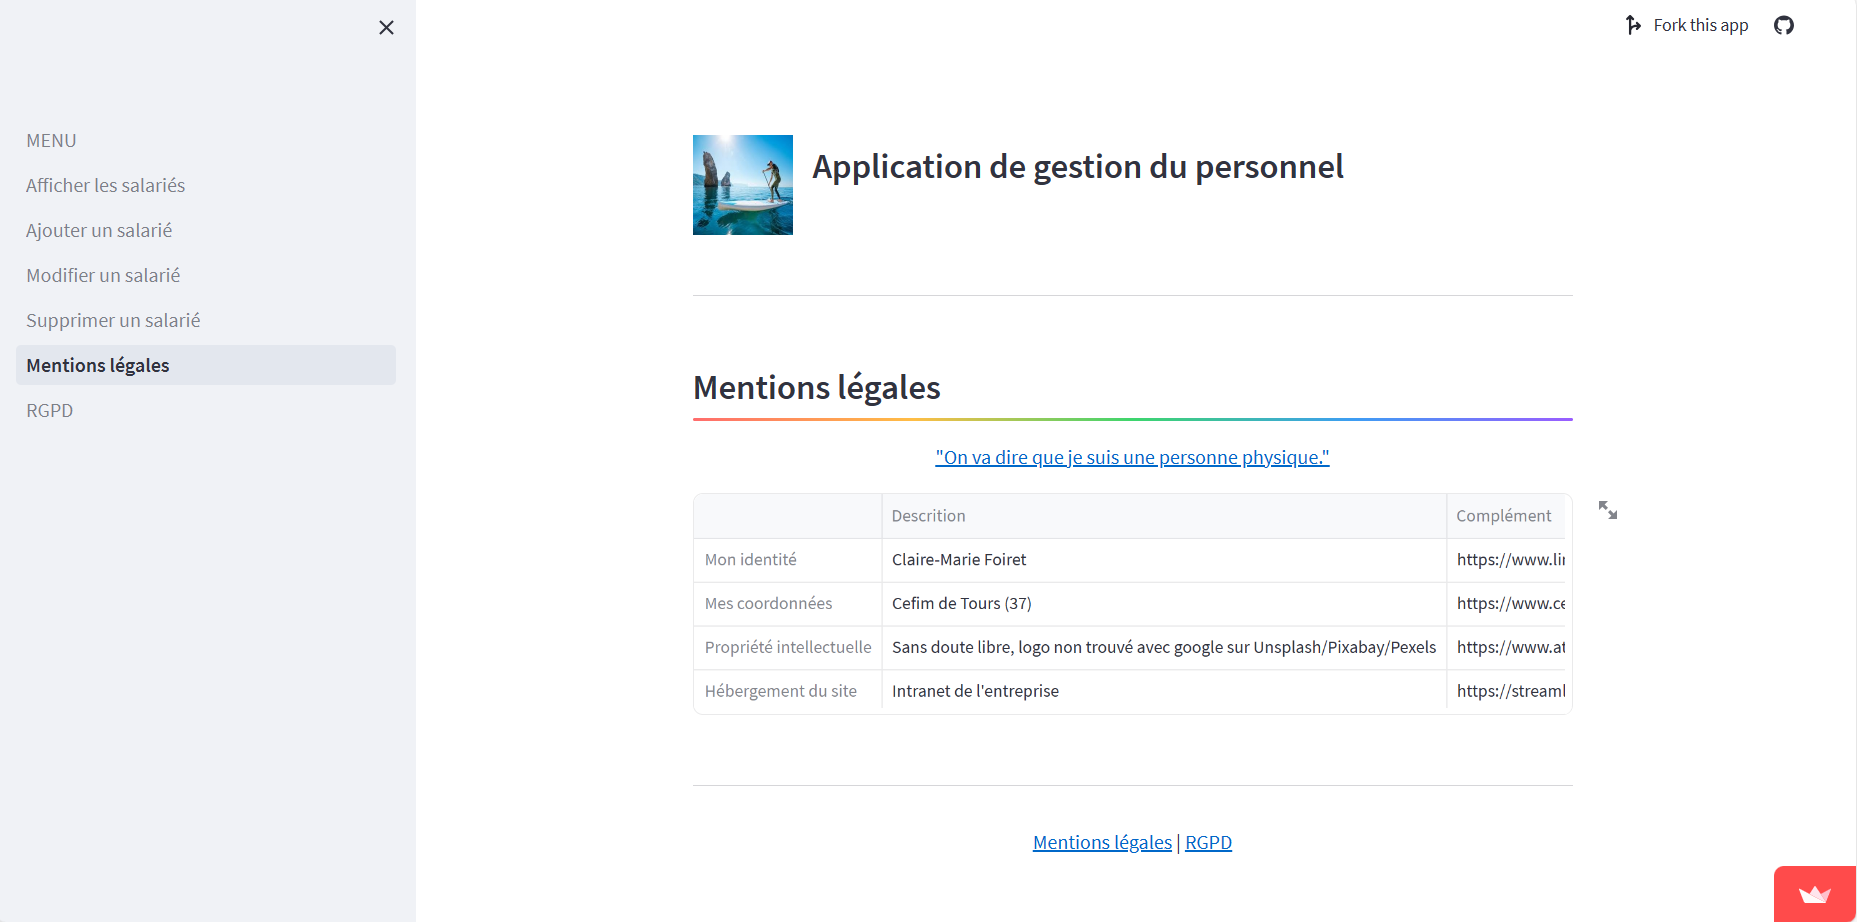 Fork this app
MENU
Afficher les salariés
Ajouter un salarié
Modifier un salarié
Supprimer un salarié
Mentions légales
RGPD
Application de gestion du personnel
Mentions légales
"On va dire que je suis une personne physique."
Descrition Complément
Mon identité Claire-Marie Foiret https://www.lin
Mes coordonnées Cefim de Tours (37) https://www.ce
Propriété intellectuelle Sans doute libre, logo non trouvé avec google sur Unsplash/Pixabay/Pexels https://www.at
Hébergement du site Intranet de l'entreprise https://streaml
Mentions légales | RGPD